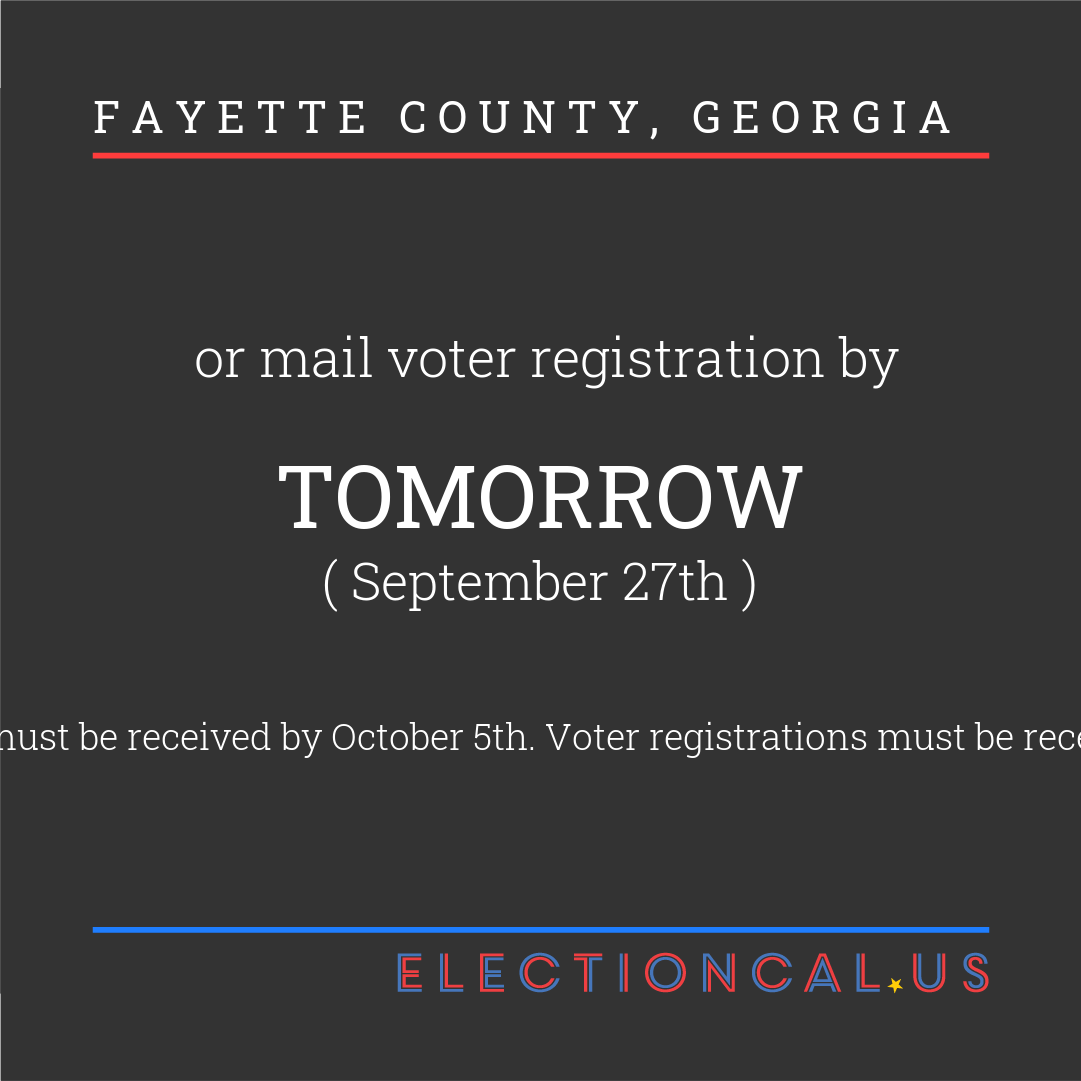 FAYETTE COUNTY, GEORGIA
or mail voter registration by
TOMORROW
( September 27th )
must be received by October 5th. Voter registrations must be
ELECTIONCAL.US